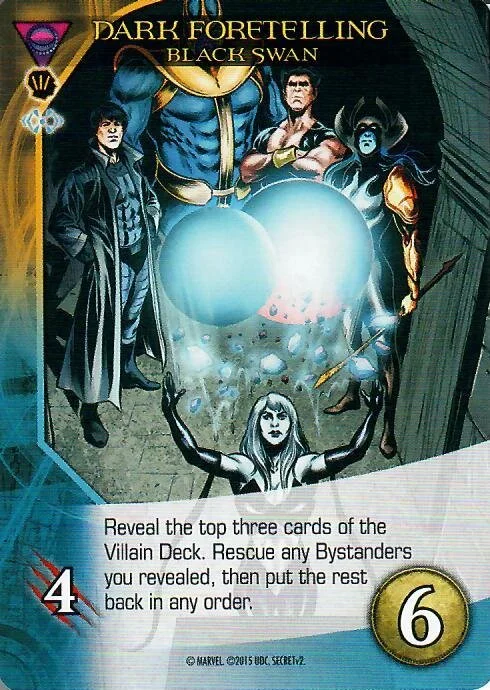 DARK FORETELLING
BLACK SWAN
Reveal the top three cards of the
Villain Deck. Rescue any Bystanders
you revealed, then put the rest
back in any order.
4
6
© MARVEL. ©2015 UDC. SECRETv2.